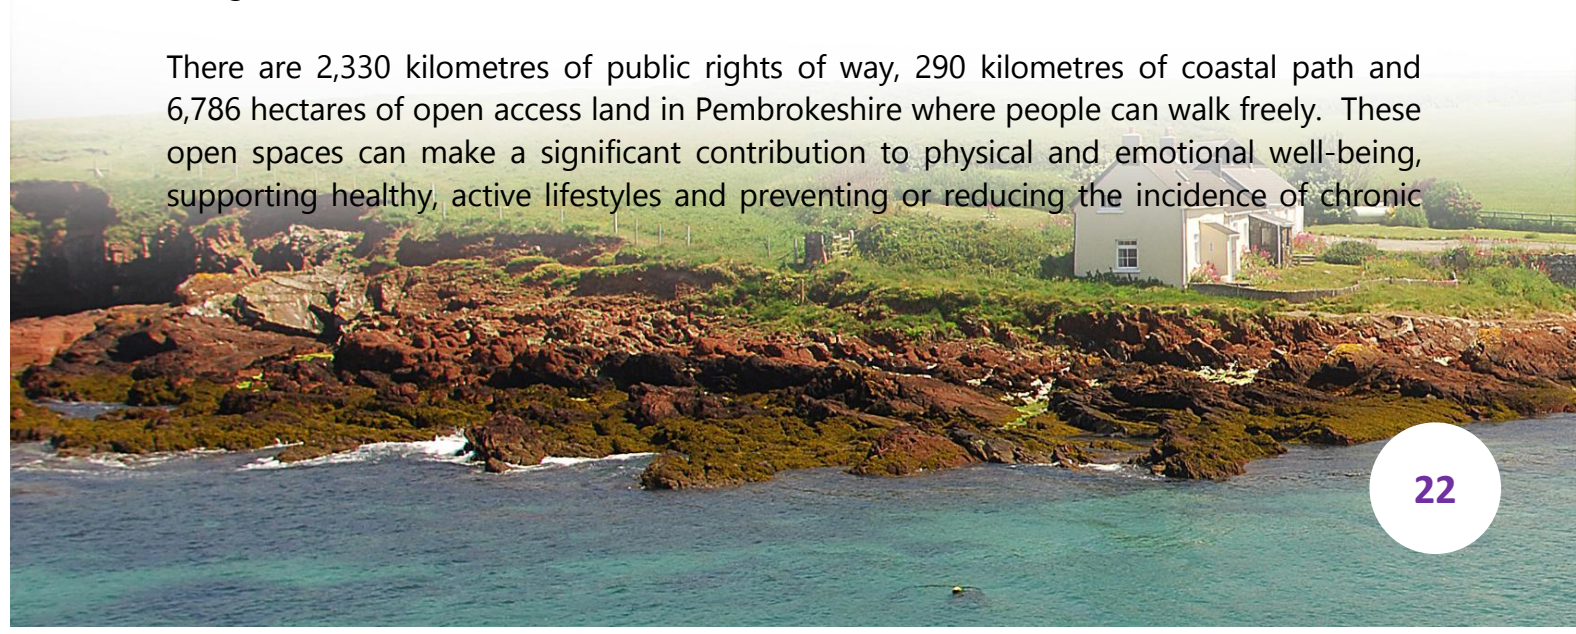 There are 2,330 kilometres of public rights of way, 290 kilometres of coastal path and
6,786 hectares of open access land in Pembrokeshire where people can walk freely.  These
open spaces can make a significant contribution to physical and emotional well-being,
supporting healthy, active lifestyles and preventing or reducing the incidence of chronic
22